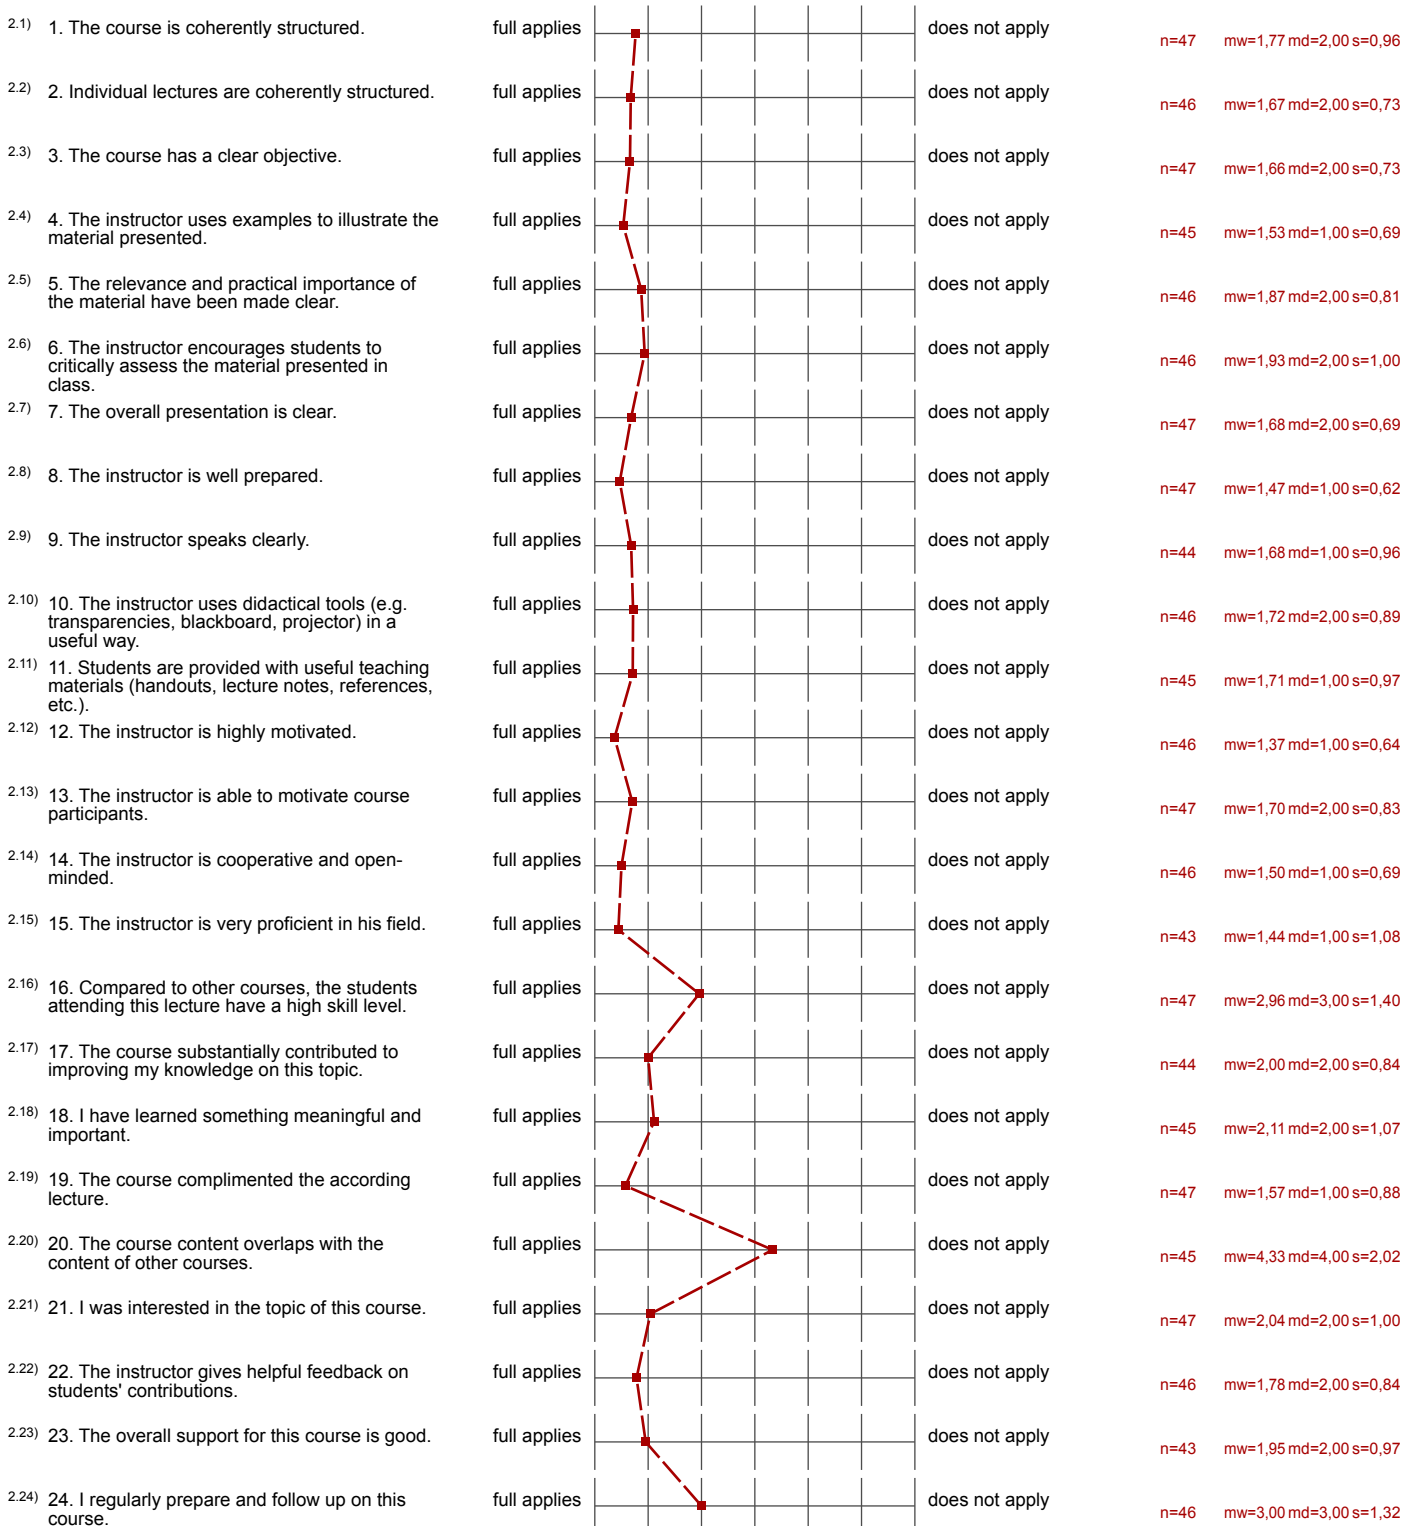 2.1) 1. The course is coherently structured. full applies does not apply n=47 mw=1,77 md=2,00 s=0,96
2.2) 2. Individual lectures are coherently structured. full applies does not apply n=46 mw=1,67 md=2,00 s=0,73
2.3) 3. The course has a clear objective. full applies does not apply n=47 mw=1,66 md=2,00 s=0,73
2.4) 4. The instructor uses examples to illustrate the full applies does not apply n=45 mw=1,53 md=1,00 s=0,69
material presented.
2.5) 5. The relevance and practical importance of full applies does not apply n=46 mw=1,87 md=2,00 s=0,81
the material have been made clear.
2.6) 6. The instructor encourages students to full applies does not apply n=46 mw=1,93 md=2,00 s=1,00
critically assess the material presented in
class.
2.7) 7. The overall presentation is clear. full applies does not apply n=47 mw=1,68 md=2,00 s=0,69
2.8) 8. The instructor is well prepared. full applies does not apply n=47 mw=1,47 md=1,00 s=0,62
2.9) 9. The instructor speaks clearly. full applies does not apply n=44 mw=1,68 md=1,00 s=0,96
2.10) 10. The instructor uses didactical tools (e.g. full applies does not apply n=46 mw=1,72 md=2,00 s=0,89
transparencies, blackboard, projector) in a
useful way.
2.11) 11. Students are provided with useful teaching full applies does not apply n=45 mw=1,71 md=1,00 s=0,97
materials (handouts, lecture notes, references,
etc.).
2.12) 12. The instructor is highly motivated. full applies does not apply n=46 mw=1,37 md=1,00 s=0,64
2.13) 13. The instructor is able to motivate course full applies does not apply n=47 mw=1,70 md=2,00 s=0,83
participants.
2.14) 14. The instructor is cooperative and open- full applies does not apply n=46 mw=1,50 md=1,00 s=0,69
minded.
2.15) 15. The instructor is very proficient in his field. full applies does not apply n=43 mw=1,44 md=1,00 s=1,08
2.16) 16. Compared to other courses, the students full applies does not apply n=47 mw=2,96 md=3,00 s=1,40
attending this lecture have a high skill level.
2.17) 17. The course substantially contributed to full applies does not apply n=44 mw=2,00 md=2,00 s=0,84
improving my knowledge on this topic.
2.18) 18. I have learned something meaningful and full applies does not apply n=45 mw=2,11 md=2,00 s=1,07
important.
2.19) 19. The course complimented the according full applies does not apply n=47 mw=1,57 md=1,00 s=0,88
lecture.
2.20) 20. The course content overlaps with the full applies does not apply n=45 mw=4,33 md=4,00 s=2,02
content of other courses.
2.21) 21. I was interested in the topic of this course. full applies does not apply n=47 mw=2,04 md=2,00 s=1,00
2.22) 22. The instructor gives helpful feedback on full applies does not apply n=46 mw=1,78 md=2,00 s=0,84
students' contributions.
2.23) 23. The overall support for this course is good. full applies does not apply n=43 mw=1,95 md=2,00 s=0,97
2.24) 24. I regularly prepare and follow up on this full applies does not apply n=46 mw=3,00 md=3,00 s=1,32
course.